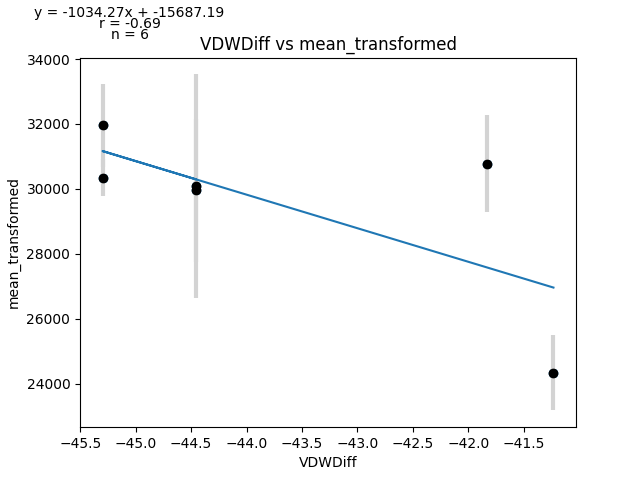 y = -1034.27x + -15687.19
r = -0.69
n = 6
VDWDiff vs mean_transformed
mean_transformed
34000
32000
30000
28000
26000
24000
−45.5 −45.0 −44.5 −44.0 −43.5 −43.0 −42.5 −42.0 −41.5
VDWDiff